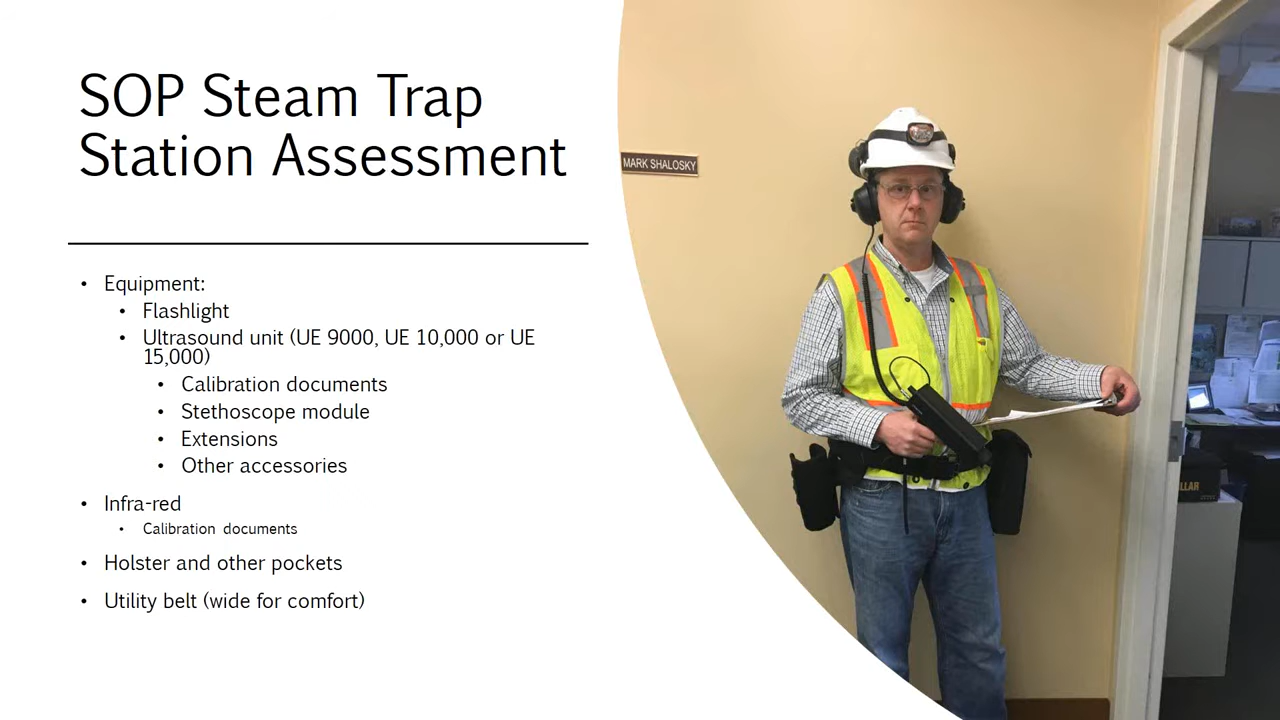 SOP Steam Trap
Station Assessment
MARK SHALOSKY
• Equipment:
• Flashlight
• Ultrasound unit (UE 9000, UE 10,000 or UE
15,000)
• Calibration documents
• Stethoscope module
• Extensions
• Other accessories
• Infra-red
• Calibration documents
• Holster and other pockets
• Utility belt (wide for comfort)